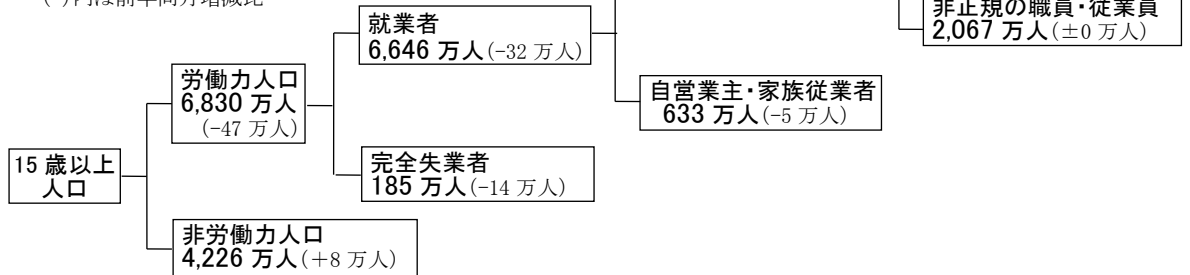 ( )内は前年同月増減比
就業者
6,646 万人(-32 万人)
非正規の職員・従業員
2,067 万人(±0 万人)
労働力人口
6,830 万人
(-47 万人)
自営業主・家族従業者
633 万人(-5 万人)
15 歳以上
人口
完全失業者
185 万人(-14 万人)
非労働力人口
4,226 万人(+8 万人)